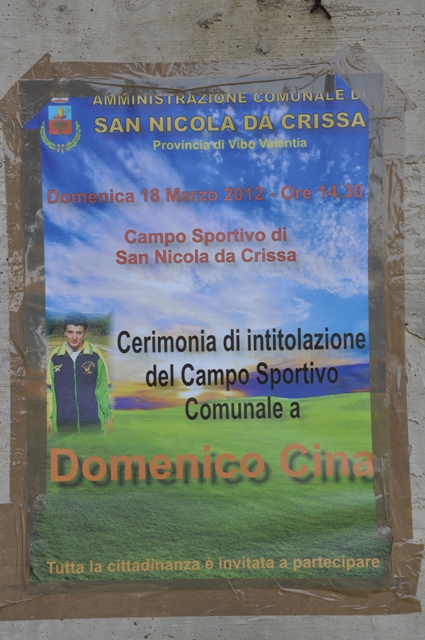 AMMINISTRAZIONE COMUNALE DI
SAN NICOLA DA CRISSA
Provincia di Vibo Valentia
Domenica 18 Marzo 2012 - Ore 14.30
Campo Sportivo di
San Nicola da Crissa
Cerimonia di intitolazione
del Campo Sportivo
Comunale a
Domenico Cina
Tutta la cittadinanza è invitata a partecipare